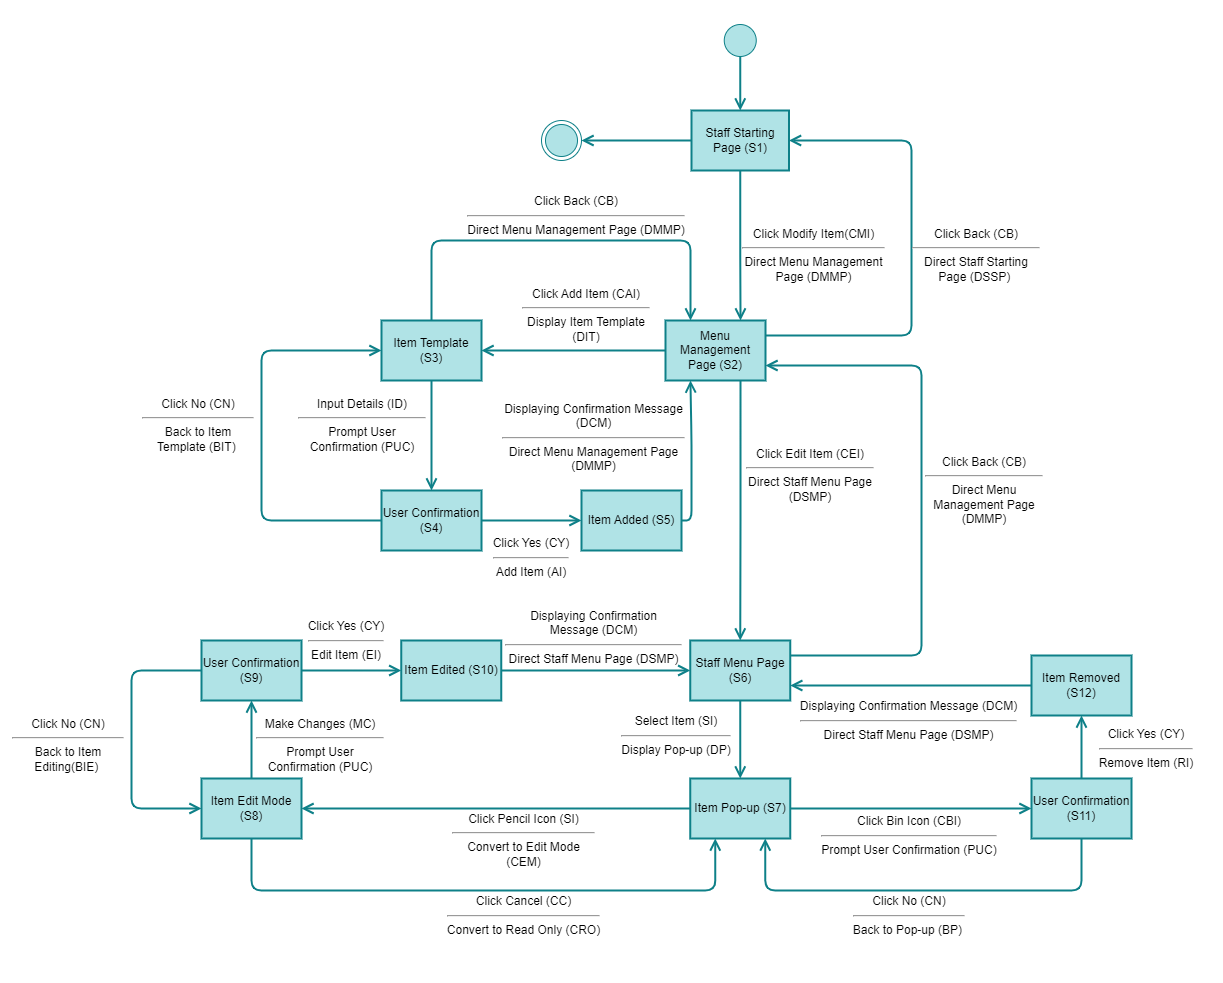 Staff Starting
Page (S1)
Click Back (CB)
Direct Menu Management Page (DMMP)
Click Modify Item(CMI)
Direct Menu Management
Page (DMMP)
Click Back (CB)
Direct Staff Starting
Page (DSSP)
Click Add Item (CAI)
Display Item Template
(DIT)
Item Template
(S3)
Menu
Management
Page (S2)
Click No (CN)
Back to Item
Template (BIT)
Input Details (ID)
Prompt User
Confirmation (PUC)
Displaying Confirmation Message
(DCM)
Direct Menu Management Page
(DMMP)
Click Edit Item (CEI)
Direct Staff Menu Page
(DSMP)
Click Back (CB)
Direct Menu
Management Page
(DMMP)
User Confirmation
(S4)
Item Added (S5)
Click Yes (CY)
Add Item (AI)
Displaying Confirmation
Message (DCM)
Direct Staff Menu Page (DSMP)
Click Yes (CY)
Edit Item (EI)
User Confirmation
(S9)
Item Edited (S10)
Staff Menu Page
(S6)
Item Removed
(S12)
Displaying Confirmation Message (DCM)
Direct Staff Menu Page (DSMP)
Click No (CN)
Back to Item
Editing(BIE)
Make Changes (MC)
Prompt User
Confirmation (PUC)
Select Item (SI)
Display Pop-up (DP)
Click Yes (CY)
Remove Item (RI)
Item Edit Mode
(S8)
Item Pop-up (S7)
User Confirmation
(S11)
Click Pencil Icon (SI)
Convert to Edit Mode
(CEM)
Click Bin Icon (CBI)
Prompt User Confirmation (PUC)
Click Cancel (CC)
Convert to Read Only (CRO)
Click No (CN)
Back to Pop-up (BP)